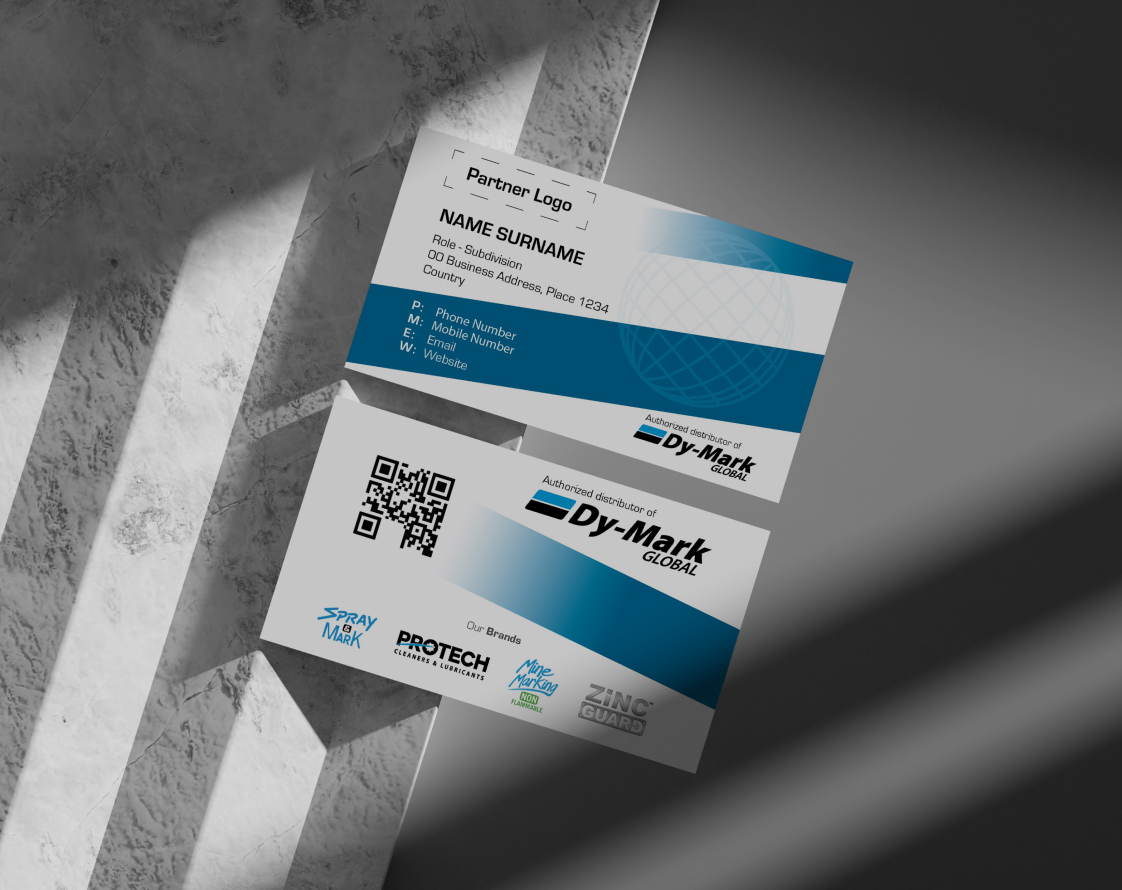 Partner Logo
NAME SURNAME
Role - Subdivision
00 Business Address, Place 1234
Country
P: Phone Number
M: Mobile Number
E: Email
W: Website
Authorized distributor of
Dy-Mark
GLOBAL
Authorized distributor of
Dy-Mark
GLOBAL
Our Brands
SPRAY
&
MARK
PROTECH
CLEANERS & LUBRICANTS
Mine
Marking
NON
FLAMMABLE
ZiNC
GUARD